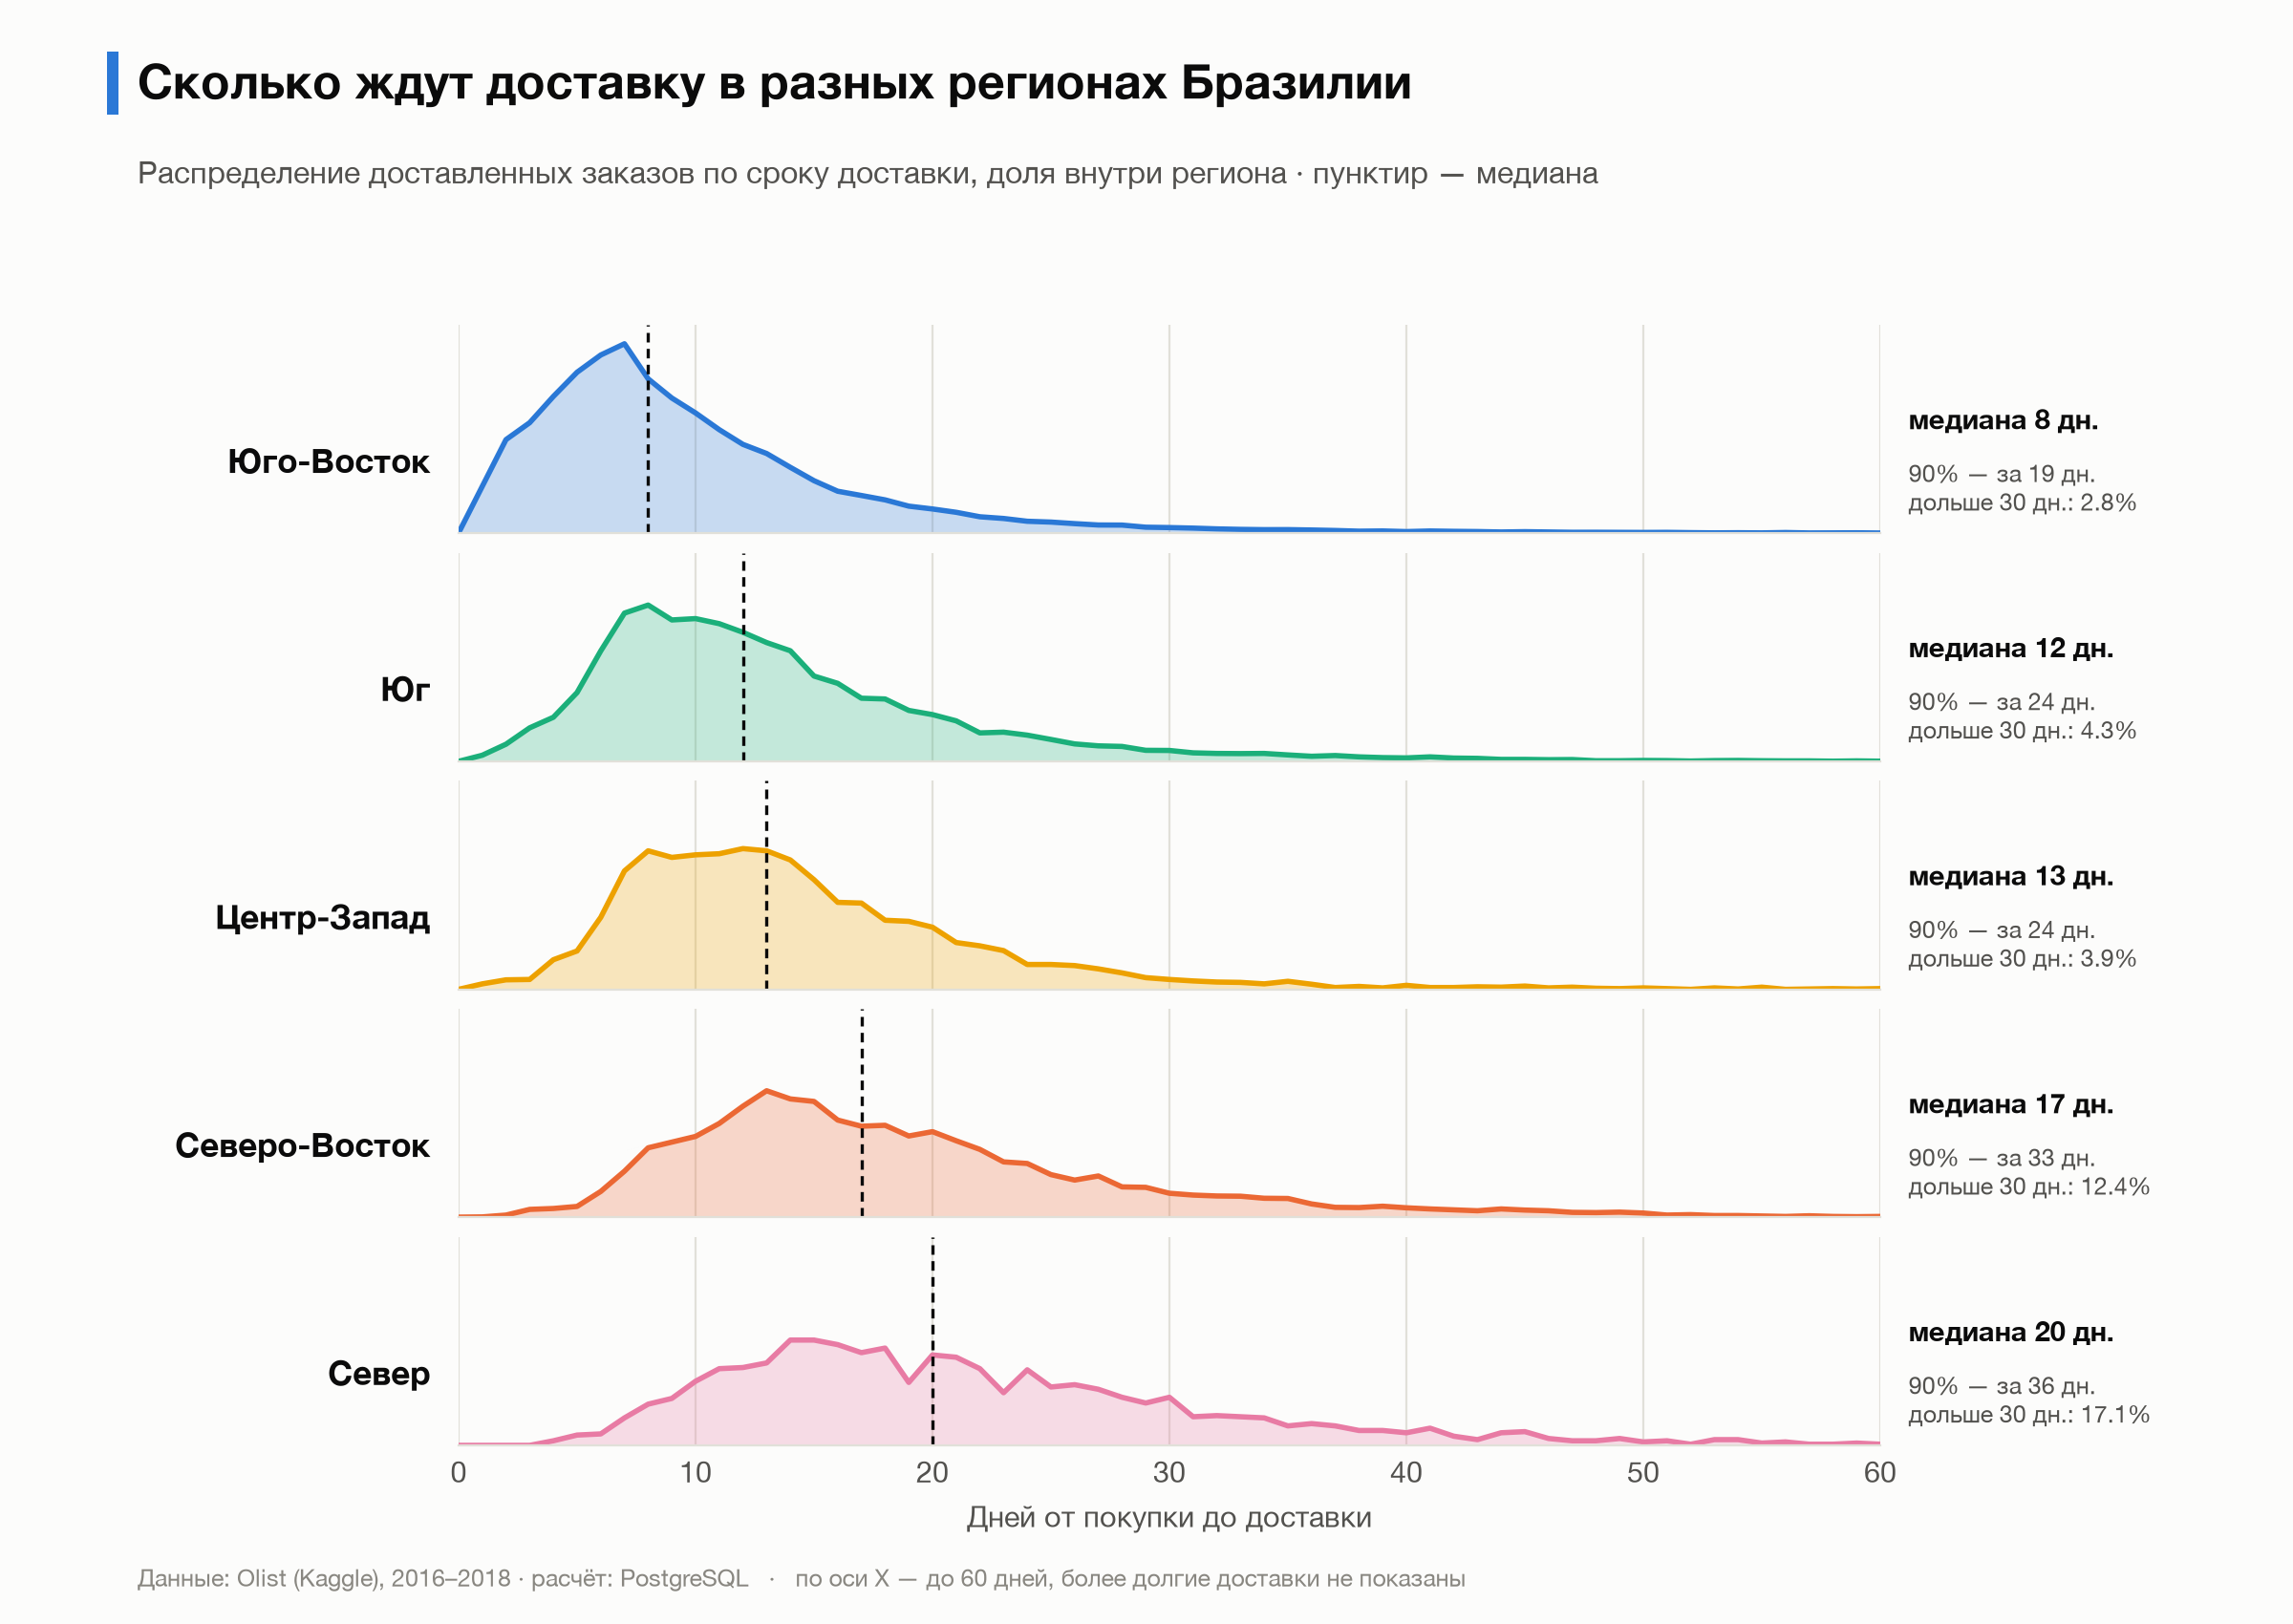 Сколько ждут доставку в разных регионах Бразилии
Распределение доставленных заказов по сроку доставки, доля внутри региона · пунктир — медиана
Юго-Восток
медиана 8 дн.
90% — за 19 дн.
дольше 30 дн.: 2.8%
Юг
медиана 12 дн.
90% — за 24 дн.
дольше 30 дн.: 4.3%
Центр-Запад
медиана 13 дн.
90% — за 24 дн.
дольше 30 дн.: 3.9%
Северо-Восток
медиана 17 дн.
90% — за 33 дн.
дольше 30 дн.: 12.4%
Север
медиана 20 дн.
90% — за 36 дн.
дольше 30 дн.: 17.1%
0 10 20 30 40 50 60
Дней от покупки до доставки
Данные: Olist (Kaggle), 2016–2018 · расчёт: PostgreSQL · по оси X — до 60 дней, более долгие доставки не показаны